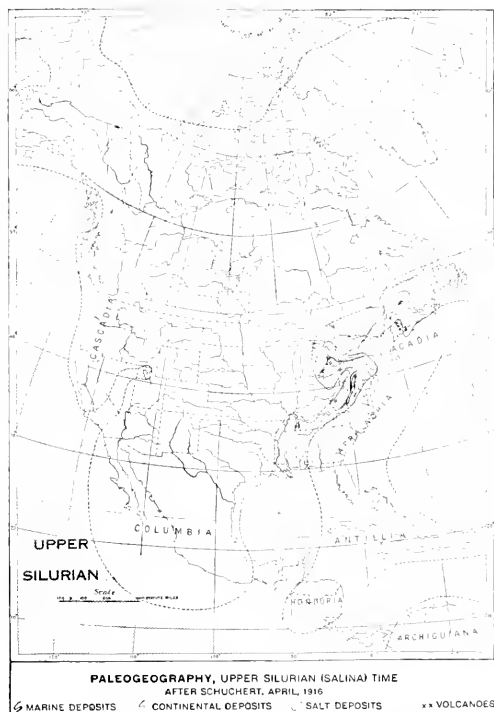 CASCADIA
ACADIA
APPALACHIA
COLUMBIA
ANTILLIA
UPPER
SILURIAN
Scale
ARCHIGUIANA
PALEOGEOGRAPHY, UPPER SILURIAN (SALINA) TIME
AFTER SCHUCHERT, APRIL, 1916
MARINE DEPOSITS CONTINENTAL DEPOSITS SALT DEPOSITS xx VOLCANOES